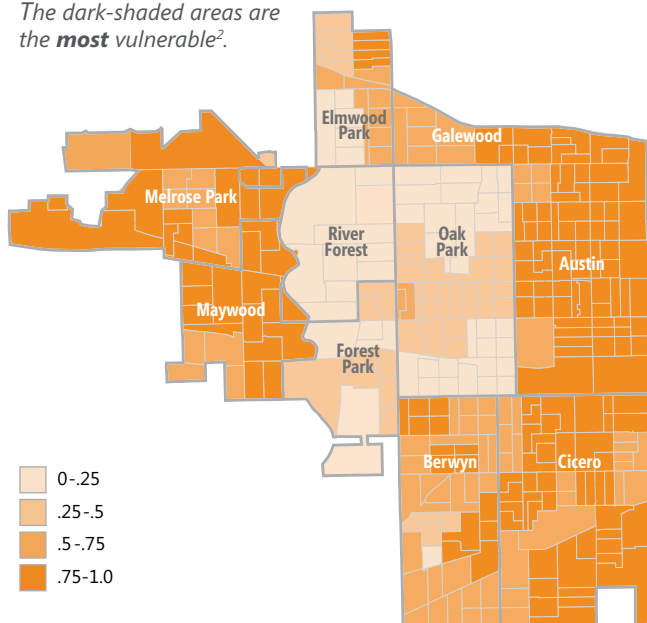 The dark-shaded areas are
the most vulnerable².
Elmwood
Park
Galewood
Melrose Park
River
Forest
Oak
Park
Austin
Maywood
Forest
Park
Berwyn
Cicero
0-.25
.25-.5
.5-.75
.75-1.0